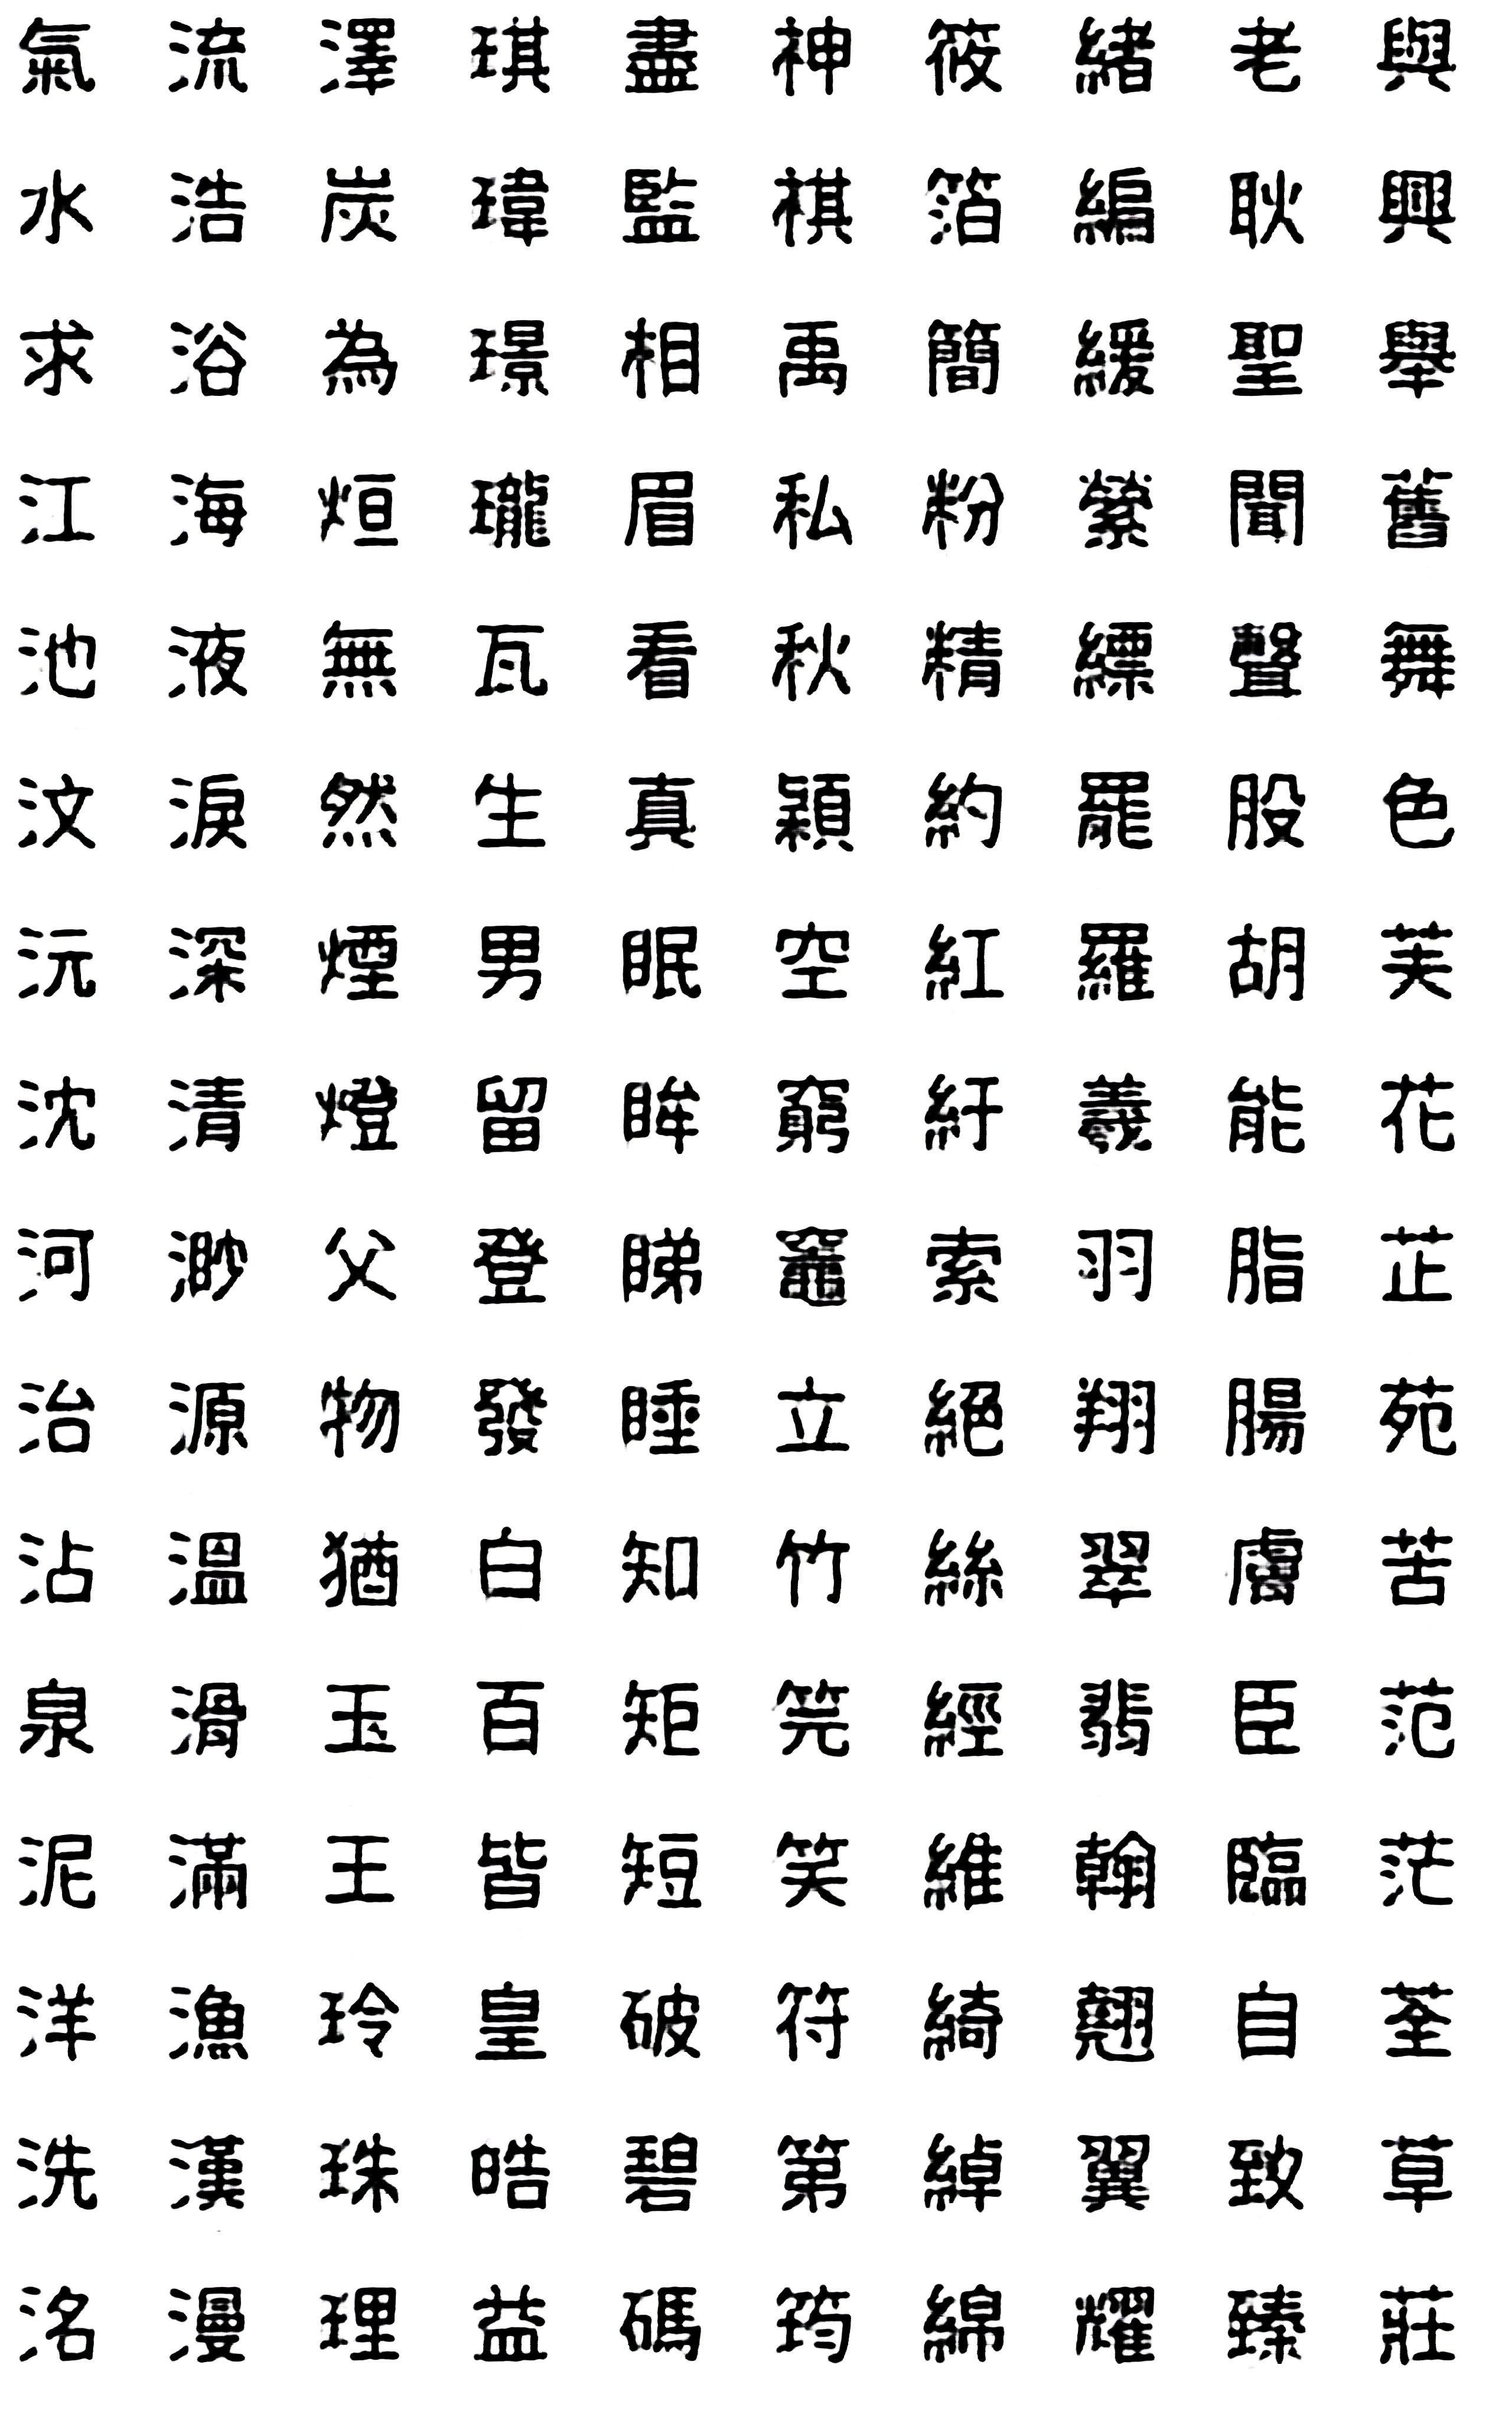 氣流澤琪盡神筱緒老與
水浩炭瑋監祺箔編耿興
求浴為璟相禹簡緩聖舉
江海烜瓏眉私粉縈聞舊
池液無瓦看秋精縹聲舞
汶淚然生真穎約罷股色
沅深煙男眠空紅羅胡芙
沈清燈留眸窮紆羲能花
河渺父登睇竈索羽脂芷
治源物發睡立絕翔腸苑
沾溫猶白知竹絲翠膚苦
泉滑玉百矩筦經翡臣范
泥滿王皆短笑維翰臨茫
洋漁玲皇破符綺翹自荃
洗漢珠皓碧第綽翼致草
洺漫理益碼筠綿耀臻莊